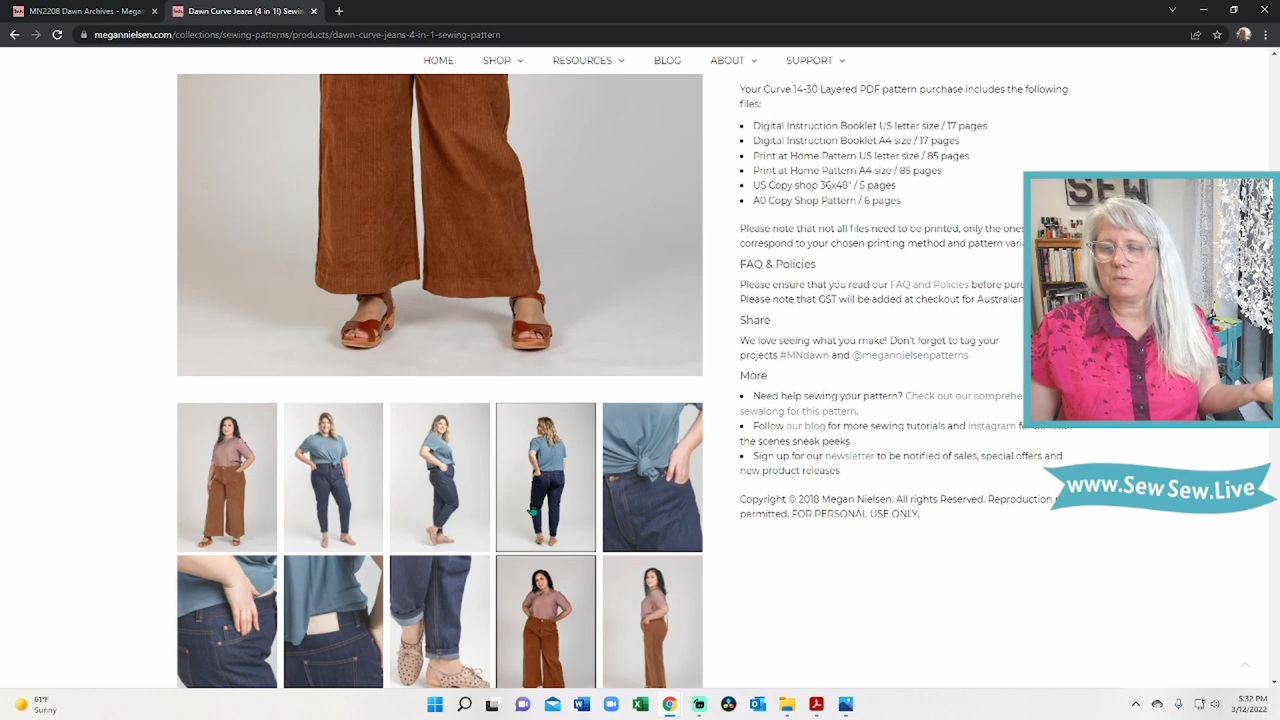 MN2208 Dawn Archives - Megan
Dawn Curve Jeans (4 in 1!) Sewin
megannielsen.com/collections/sewing-patterns/products/dawn-curve-jeans-4-in-1-sewing-pattern
HOME SHOP RESOURCES BLOG ABOUT SUPPORT
Your Curve 14-30 Layered PDF pattern purchase includes the following
files:
• Digital Instruction Booklet US letter size / 17 pages
• Digital Instruction Booklet A4 size / 17 pages
• Print at Home Pattern US letter size / 85 pages
• Print at Home Pattern A4 size / 85 pages
• US Copy shop 36x48" / 5 pages
• A0 Copy Shop Pattern / 6 pages
Please note that not all files need to be printed, only the ones
correspond to your chosen printing method and pattern vari
FAQ & Policies
Please ensure that you read our FAQ and Policies before purc
Please note that GST will be added at checkout for Australian
Share
We love seeing what you make! Don't forget to tag your
projects #MNdawn and @megannielsenpatterns
More
• Need help sewing your pattern? Check out our comprehe
sewalong for this pattern.
• Follow our blog for more sewing tutorials and instagram
the scenes sneak peeks
• Sign up for our newsletter to be notified of sales, special offers and
new product releases
Copyright © 2018 Megan Nielsen. All rights Reserved. Reproduction
permitted. FOR PERSONAL USE ONLY.
SEW
www.SewSew.Live
61°F
Sunny
5:32 PM
3/12/2022